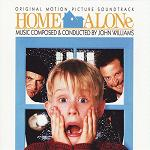 ORIGINAL MOTION PICTURE SOUNDTRACK
HOME ALONe
MUSIC COMPOSED & CONDUCTED BY JOHN WILLIAMS